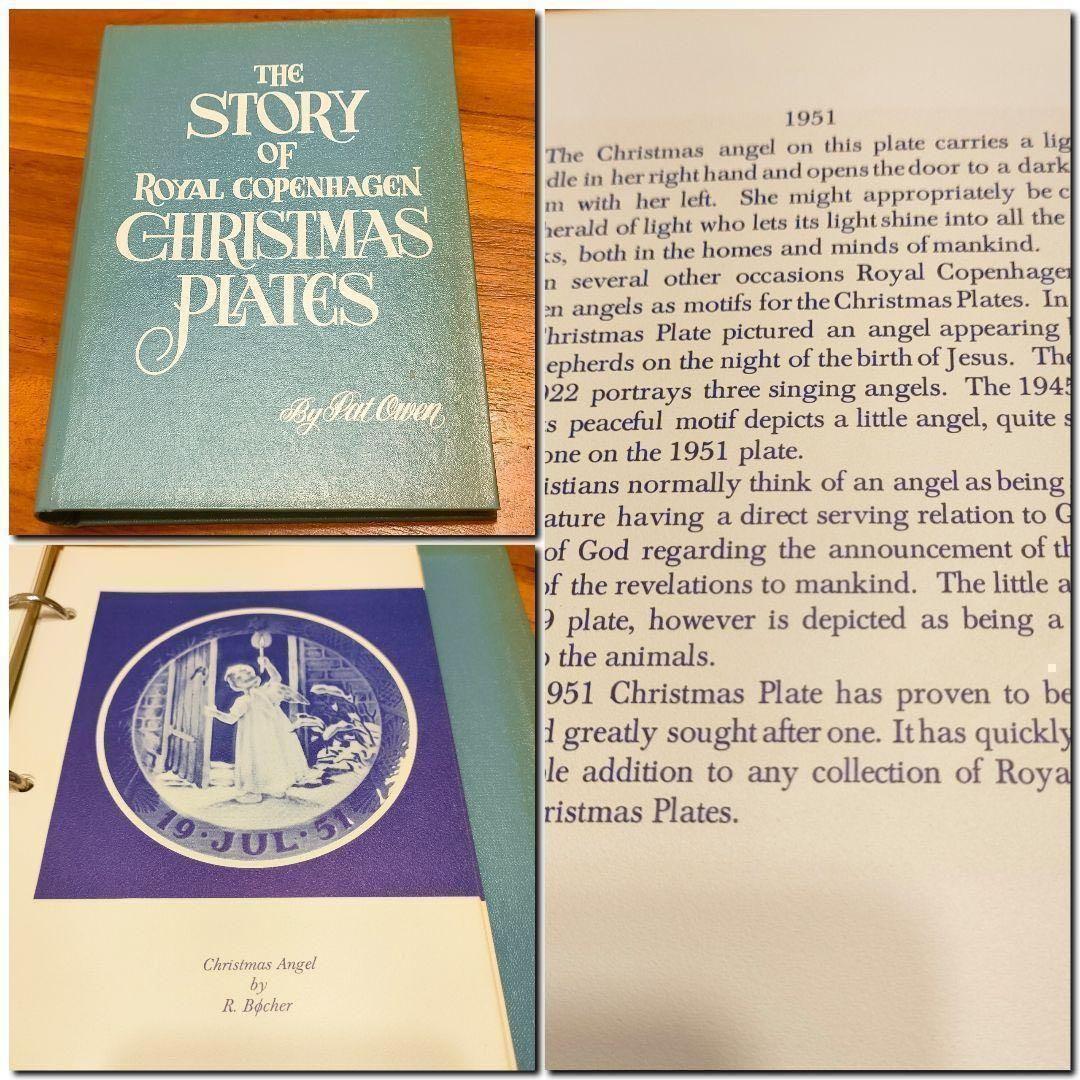 THE
STORY
OF
ROYAL COPENHAGEN
CHRISTMAS
PLATES
By Pat Owen
19·JUL·51
Christmas Angel
by
R. Bøcher
1951
The Christmas angel on this plate carries a lig
dle in her right hand and opens the door to a dark
m with her left. She might appropriately be c
herald of light who lets its light shine into all the
ks, both in the homes and minds of mankind.
n several other occasions Royal Copenhagen
en angels as motifs for the Christmas Plates. In
hristmas Plate pictured an angel appearing
epherds on the night of the birth of Jesus. The
922 portrays three singing angels. The 1945
s peaceful motif depicts a little angel, quite s
one on the 1951 plate.
istians normally think of an angel as being
ature having a direct serving relation to G
of God regarding the announcement of th
of the revelations to mankind. The little a
9 plate, however is depicted as being a
o the animals.
951 Christmas Plate has proven to be
d greatly sought after one. It has quickly
le addition to any collection of Roya
ristmas Plates.